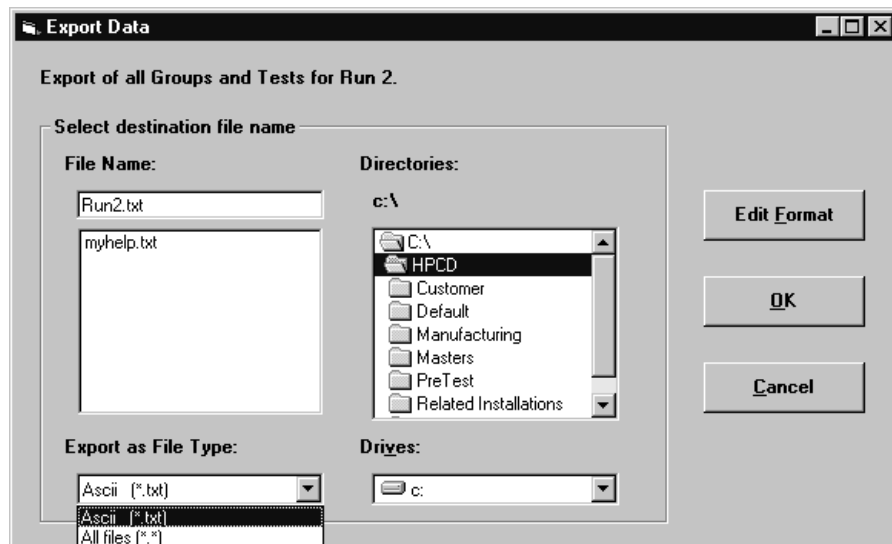 Export Data
Export of all Groups and Tests for Run 2.
Select destination file name
File Name:
Run2.txt
myhelp.txt
Export as File Type:
Ascii (*.txt)
Ascii (*.txt)
All files (*.*)
Directories:
c:\
C:\
HPCD
Customer
Default
Manufacturing
Masters
PreTest
Related Installations
Drives:
c:
Edit Format
OK
Cancel